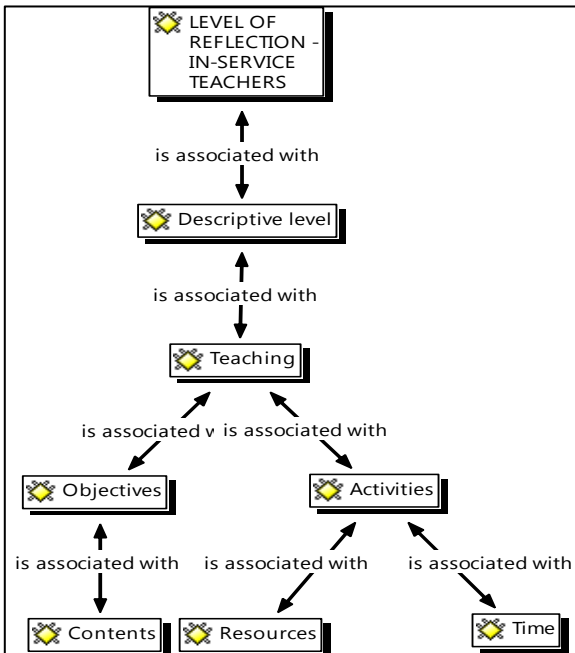 LEVEL OF
REFLECTION -
IN-SERVICE
TEACHERS
is associated with
Descriptive level
is associated with
Teaching
is associated w is associated with
Objectives
Activities
is associated with
is associated with
is associated with
Contents
Resources
Time